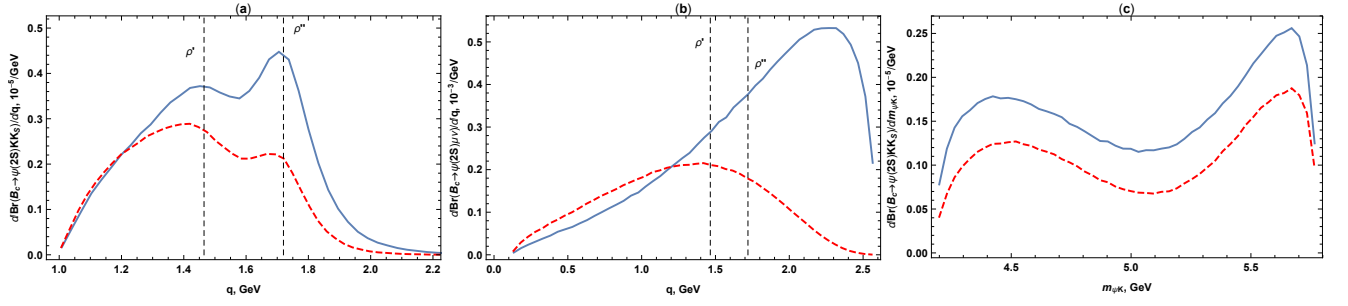 (a)
ρ'
ρ"
dBr(B_c→ψ(2S)KK_S)/dq, 10^-5/GeV
0.5
0.4
0.3
0.2
0.1
0.0
1.0 1.2 1.4 1.6 1.8 2.0 2.2
q, GeV
(b)
ρ'
ρ"
dBr(B_c→ψ(2S)μν)/dq, 10^-3/GeV
0.5
0.4
0.3
0.2
0.1
0.0
0.0 0.5 1.0 1.5 2.0 2.5
q, GeV
(c)
dBr(B_c→ψ(2S)KK_S)/dm_ψK, 10^-5/GeV
0.25
0.20
0.15
0.10
0.05
0.00
4.5 5.0 5.5
m_ψK, GeV